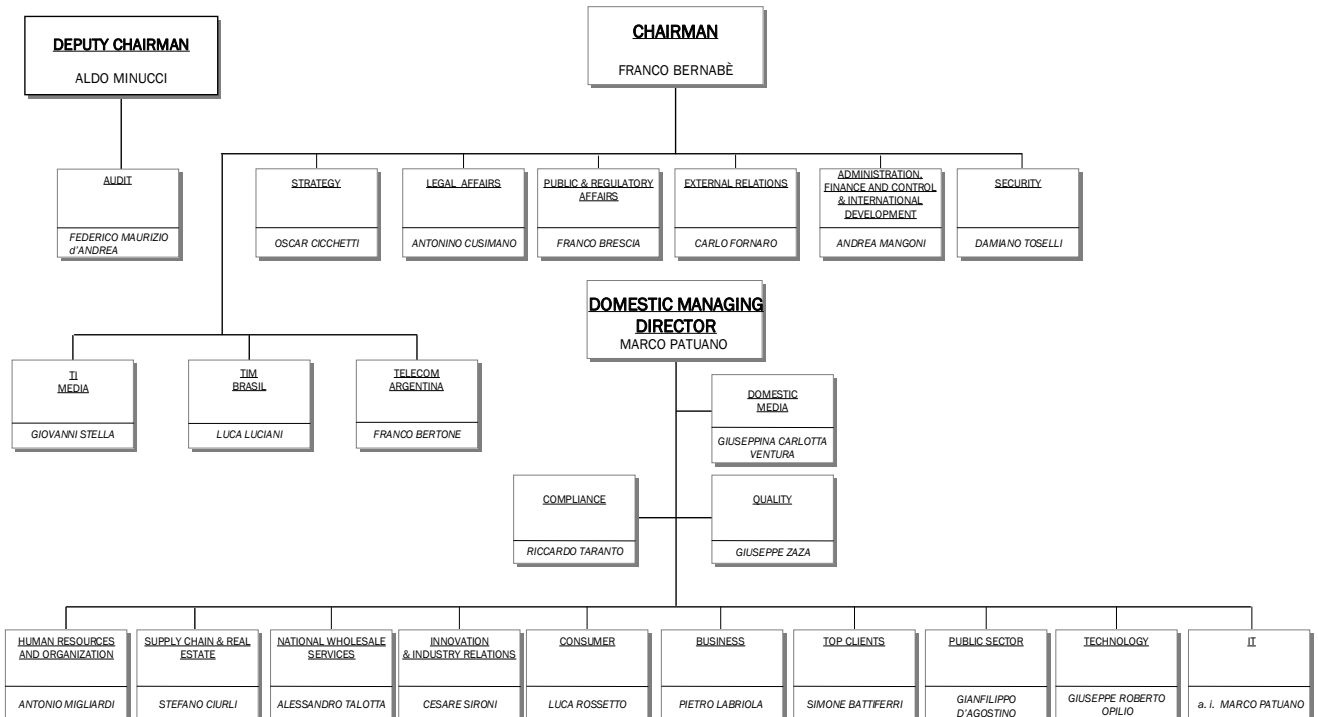 DEPUTY CHAIRMAN
ALDO MINUCCI
CHAIRMAN
FRANCO BERNABÈ
AUDIT
FEDERICO MAURIZIO
d'ANDREA
STRATEGY
OSCAR CICCHETTI
LEGAL AFFAIRS
ANTONINO CUSIMANO
PUBLIC & REGULATORY
AFFAIRS
FRANCO BRESCIA
EXTERNAL RELATIONS
CARLO FORNARO
ADMINISTRATION,
FINANCE AND CONTROL
& INTERNATIONAL
DEVELOPMENT
ANDREA MANGONI
SECURITY
DAMIANO TOSELLI
DOMESTIC MANAGING
DIRECTOR
MARCO PATUANO
TI
MEDIA
GIOVANNI STELLA
TIM
BRASIL
LUCA LUCIANI
TELECOM
ARGENTINA
FRANCO BERTONE
DOMESTIC
MEDIA
GIUSEPPINA CARLOTTA
VENTURA
COMPLIANCE
RICCARDO TARANTO
QUALITY
GIUSEPPE ZAZA
HUMAN RESOURCES
AND ORGANIZATION
ANTONIO MIGLIARDI
SUPPLY CHAIN & REAL
ESTATE
STEFANO CIURLI
NATIONAL WHOLESALE
SERVICES
ALESSANDRO TALOTTA
INNOVATION
& INDUSTRY RELATIONS
CESARE SIRONI
CONSUMER
LUCA ROSSETTO
BUSINESS
PIETRO LABRIOLA
TOP CLIENTS
SIMONE BATTIFERRI
PUBLIC SECTOR
GIANFILIPPO
D'AGOSTINO
TECHNOLOGY
GIUSEPPE ROBERTO
OPILIO
IT
a. i. MARCO PATUANO